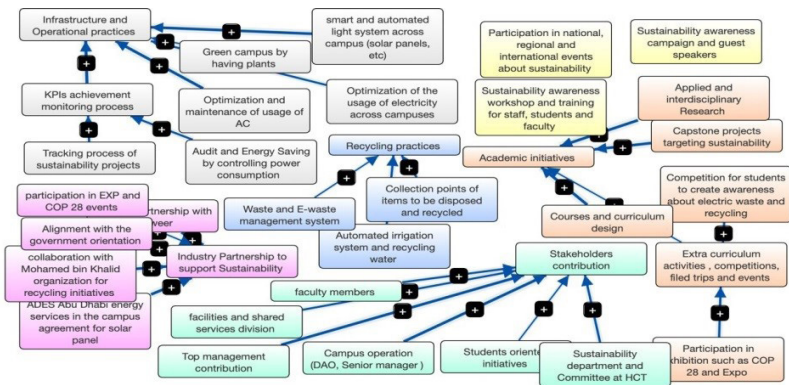 Infrastructure and
Operational practices
smart and automated
light system across
campus (solar panels,
etc)
Green campus by
having plants
KPIs achievement
monitoring process
Optimization and
maintenance of usage of
AC
Optimization of the
usage of electricity
across campuses
Tracking process of
sustainability projects
Audit and Energy Saving
by controlling power
consumption
Participation in national,
regional and
international events
about sustainability
Sustainability awareness
campaign and guest
speakers
Sustainability awareness
workshop and training
for staff, students and
faculty
Applied and
interdisciplinary
Research
Capstone projects
targeting sustainability
Academic initiatives
Recycling practices
Waste and E-waste
management system
Collection points of
items to be disposed
and recycled
Automated irrigation
system and recycling
water
Courses and curriculum
design
Competition for students
to create awareness
about electric waste and
recycling
Extra curriculum
activities , competitions,
filed trips and events
Participation in
exhibition such as COP
28 and Expo
participation in EXP and
COP 28 events
partnership with
Alignment with the
government orientation
collaboration with
Mohamed bin Khalid
organization for
recycling initiatives
Industry Partnership to
support Sustainability
ADES Abu Dhabi energy
services in the campus
agreement for solar
panel
Stakeholders
contribution
faculty members
facilities and shared
services division
Top management
contribution
Campus operation
(DAO, Senior manager )
Students
initiatives
Sustainability
department and
Committee at HCT